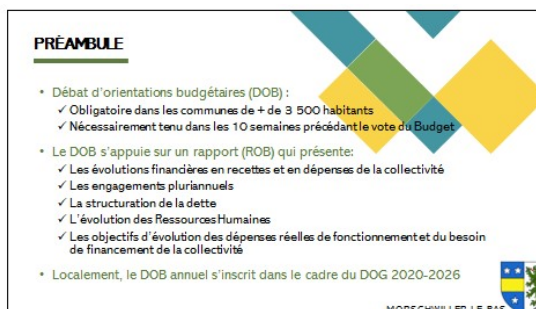 PRÉAMBULE
• Débat d'orientations budgétaires (DOB) :
✓ Obligatoire dans les communes de + de 3 500 habitants
✓ Nécessairement tenu dans les 10 semaines précédant le vote du Budget
• Le DOB s'appuie sur un rapport (ROB) qui présente:
✓ Les évolutions financières en recettes et en dépenses de la collectivité
✓ Les engagements pluriannuels
✓ La structuration de la dette
✓ L'évolution des Ressources Humaines
✓ Les objectifs d'évolution des dépenses réelles de fonctionnement et du besoin
de financement de la collectivité
• Localement, le DOB annuel s'inscrit dans le cadre du DOG 2020-2026
MORSCHWILLER LE BAS